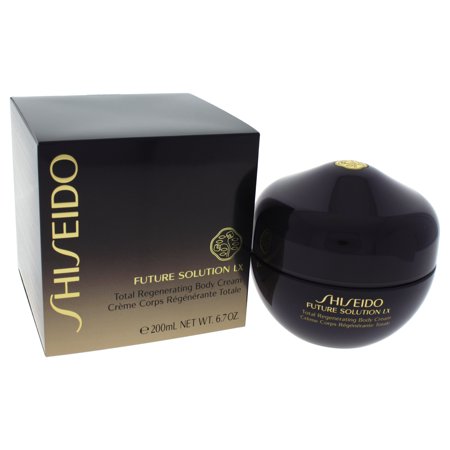 SHISEIDO
FUTURE SOLUTION LX
Total Regenerating Body Cream
Crème Corps Régénérante Totale
℮200mL NET WT. 6.7OZ.
SHISEIDO
FUTURE SOLUTION LX
Total Regenerating Body Cream
Crème Corps Régénérante Totale